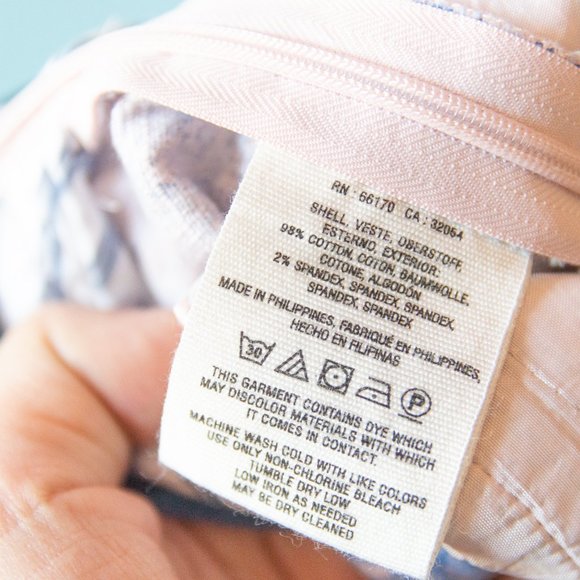 RN : 66170 CA : 32054
SHELL, VESTE, OBERSTOFF,
ESTERNO, EXTERIOR:
98% COTTON, COTON, BAUMWOLLE,
COTONE, ALGODÓN
2% SPANDEX, SPANDEX, SPANDEX,
SPANDEX, SPANDEX
MADE IN PHILIPPINES, FABRIQUÉ EN PHILIPPINES,
HECHO EN FILIPINAS
30 P
THIS GARMENT CONTAINS DYE WHICH
MAY DISCOLOR MATERIALS WITH WHICH
IT COMES IN CONTACT.
MACHINE WASH COLD WITH LIKE COLORS
USE ONLY NON-CHLORINE BLEACH
TUMBLE DRY LOW
LOW IRON AS NEEDED
MAY BE DRY CLEANED